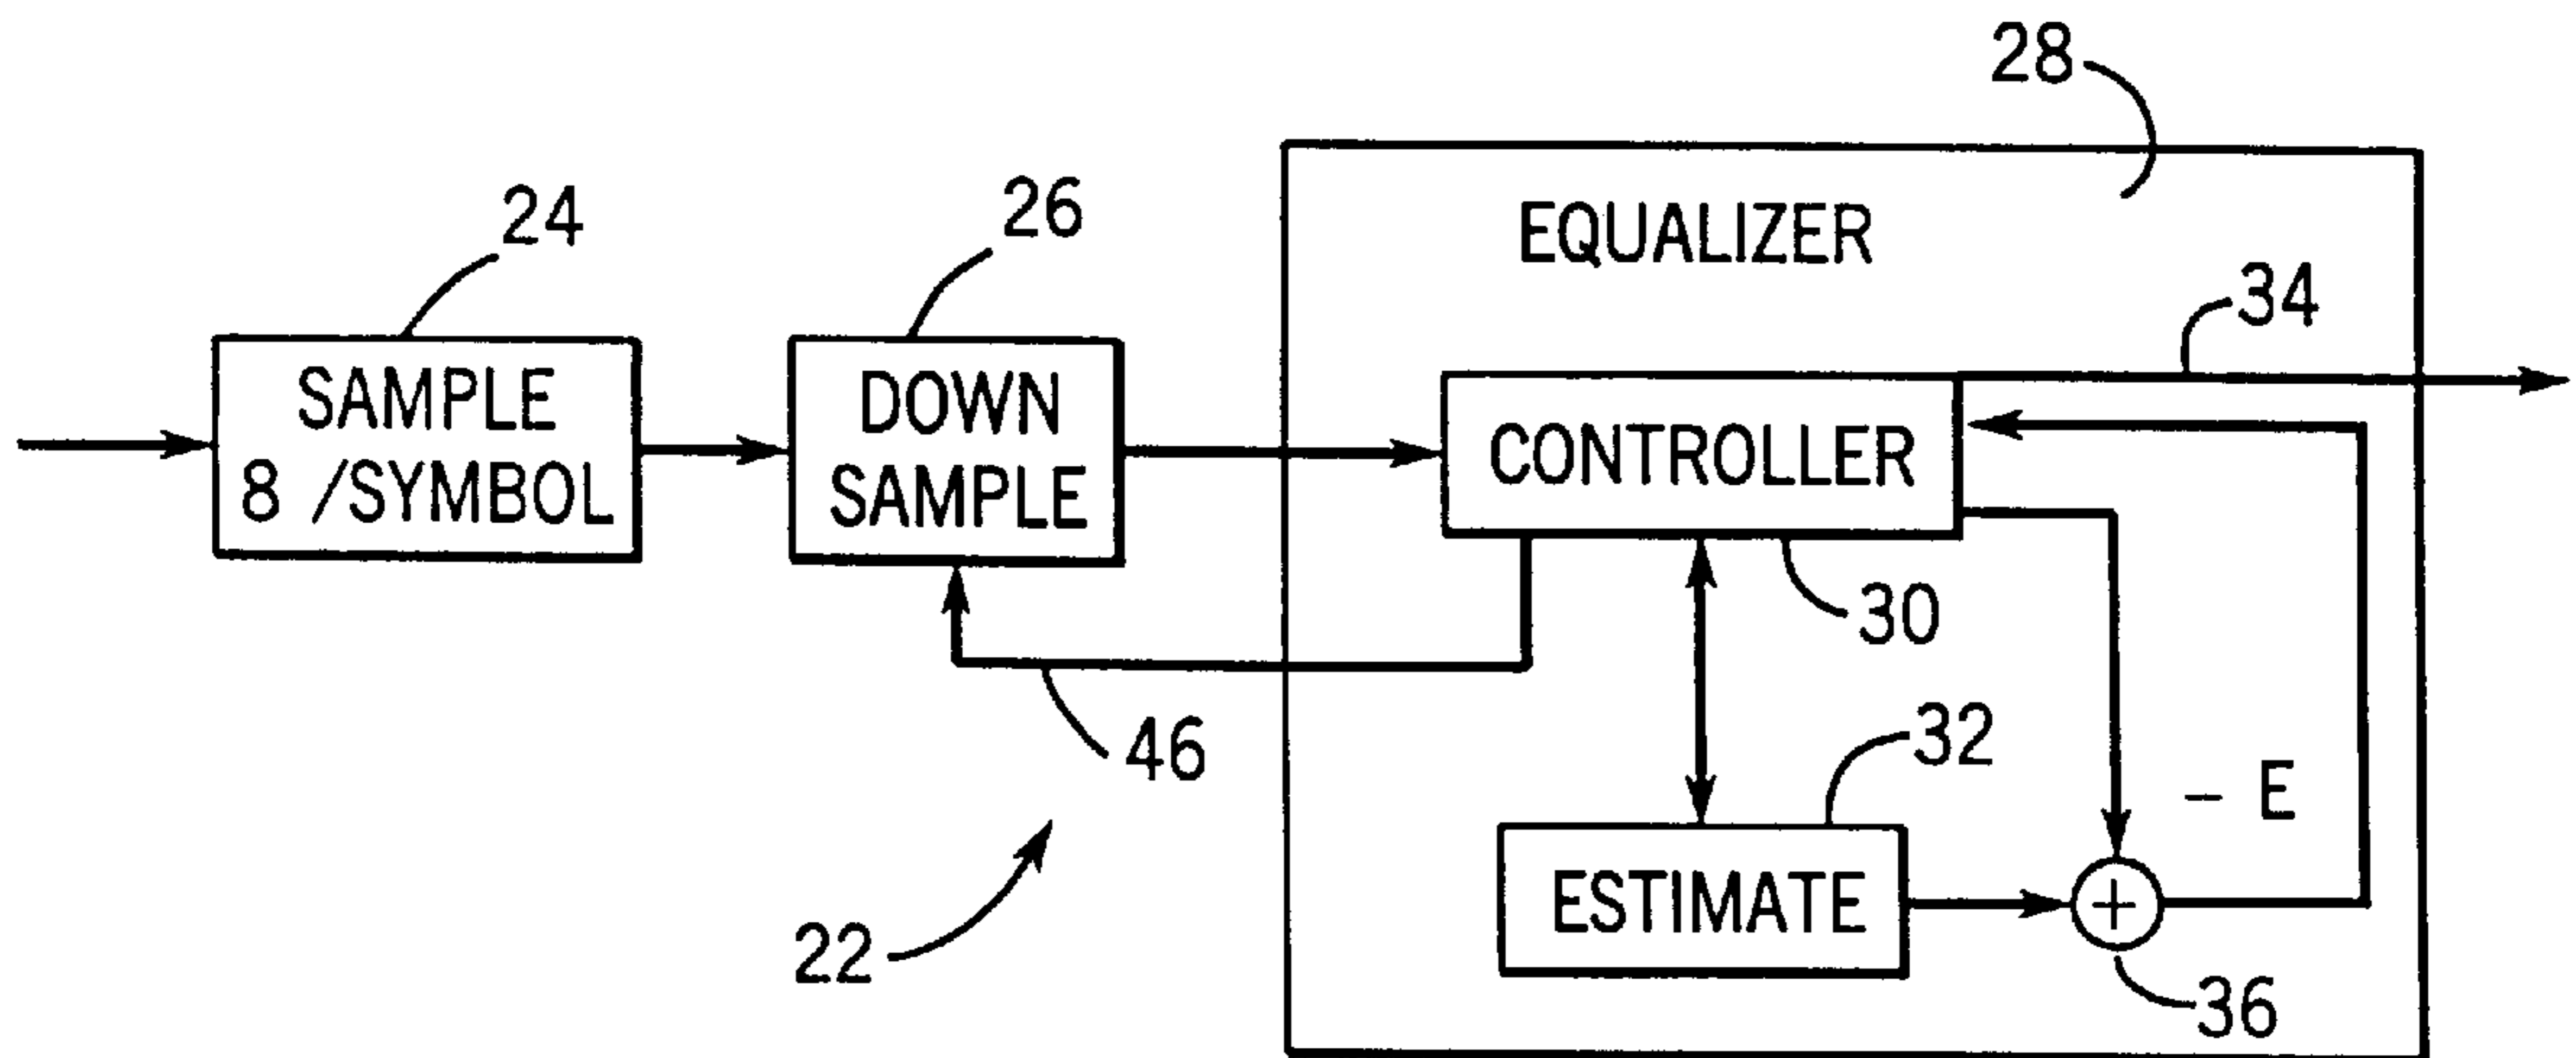 28
24
26
EQUALIZER
34
SAMPLE
8 /SYMBOL
DOWN
SAMPLE
CONTROLLER
30
46
32
- E
ESTIMATE
+
22
36